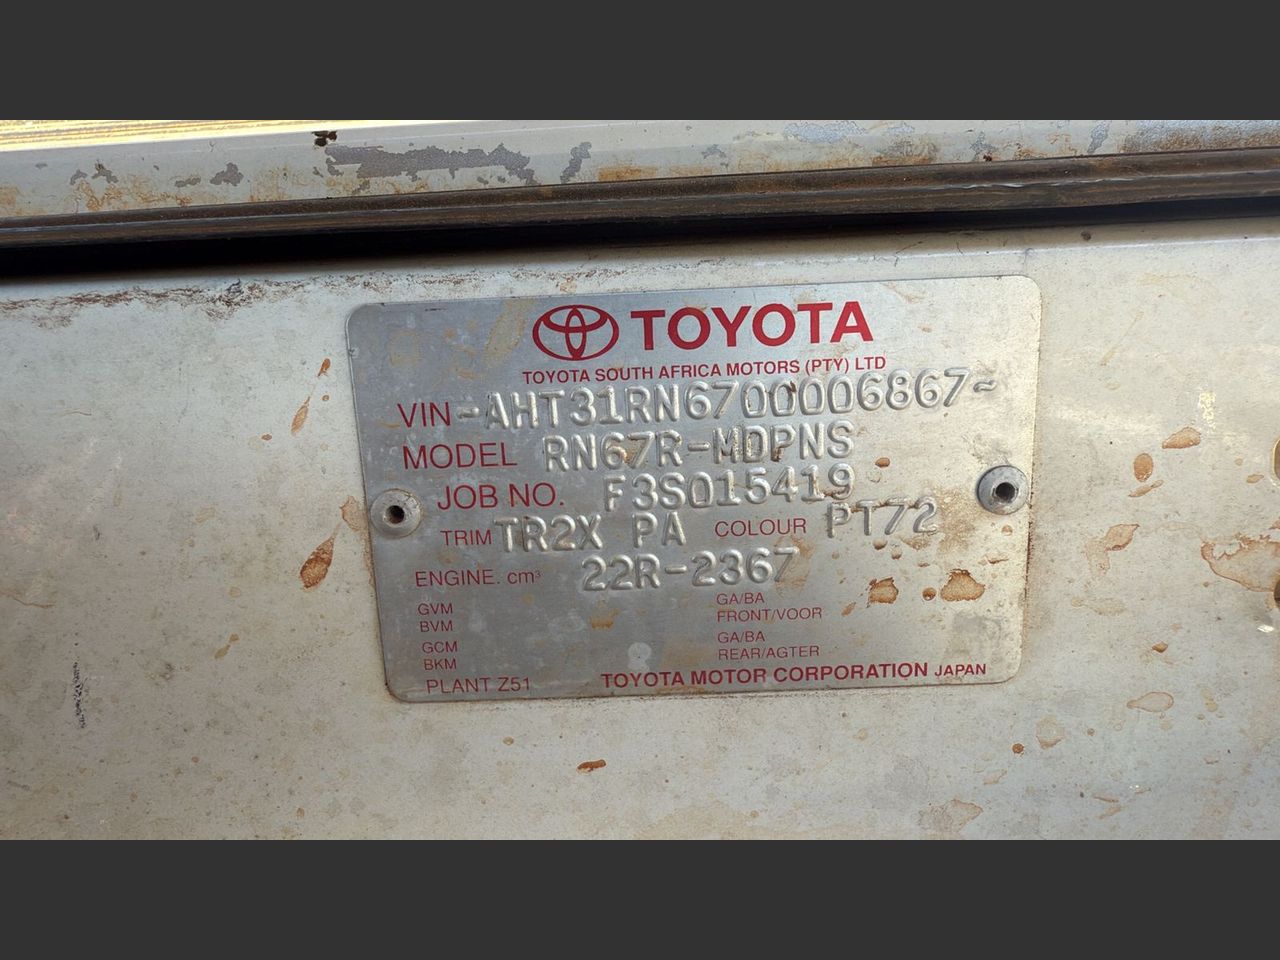 TOYOTA
TOYOTA SOUTH AFRICA MOTORS (PTY) LTD
VIN -AHT31RN6700006867-
MODEL RN67R-MDPNS
JOB NO. F3S015419
TRIM TR2X PA COLOUR PT72
ENGINE. cm³ 22R-2367
GVM GA/BA
BVM FRONT/VOOR
GCM GA/BA
BKM REAR/AGTER
PLANT Z51 TOYOTA MOTOR CORPORATION JAPAN